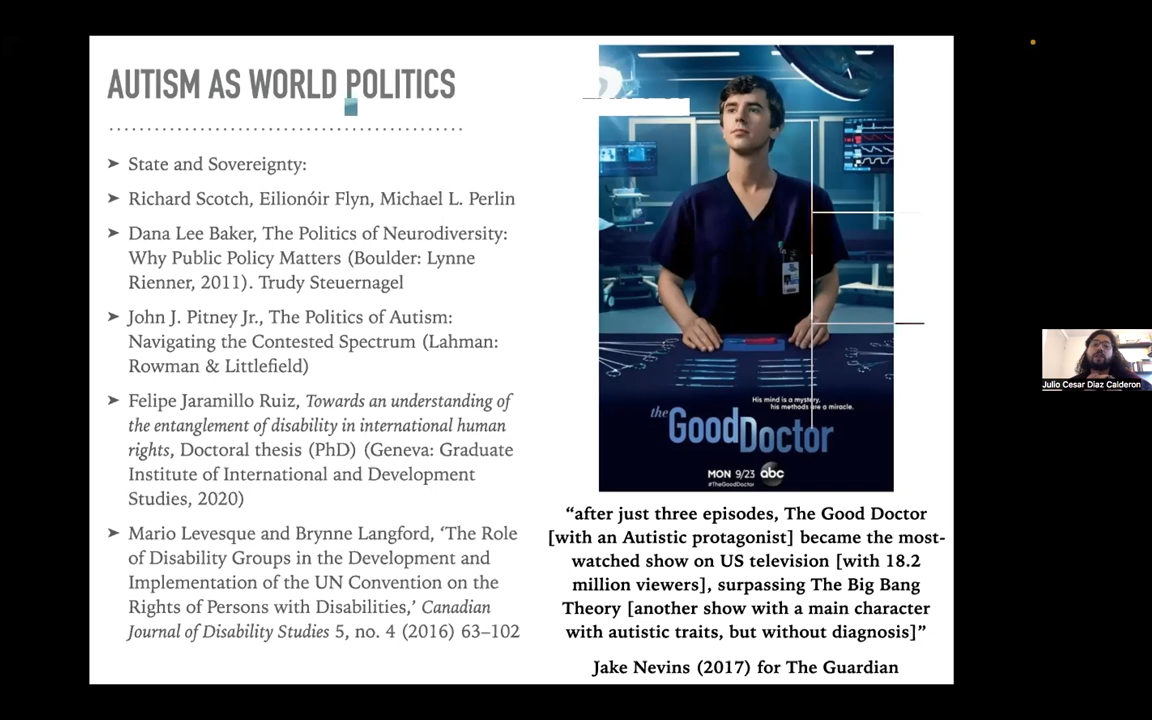 AUTISM AS WORLD POLITICS
➤ State and Sovereignty:
➤ Richard Scotch, Eilionóir Flyn, Michael L. Perlin
➤ Dana Lee Baker, The Politics of Neurodiversity:
Why Public Policy Matters (Boulder: Lynne
Rienner, 2011). Trudy Steuernagel
➤ John J. Pitney Jr., The Politics of Autism:
Navigating the Contested Spectrum (Lahman:
Rowman & Littlefield)
➤ Felipe Jaramillo Ruiz, Towards an understanding of
the entanglement of disability in international human
rights, Doctoral thesis (PhD) (Geneva: Graduate
Institute of International and Development
Studies, 2020)
➤ Mario Levesque and Brynne Langford, ‘The Role
of Disability Groups in the Development and
Implementation of the UN Convention on the
Rights of Persons with Disabilities,’ Canadian
Journal of Disability Studies 5, no. 4 (2016) 63–102
His mind is a mystery,
his methods are a miracle.
the Good Doctor
MON 9/23 abc
#TheGoodDoctor
“after just three episodes, The Good Doctor
[with an Autistic protagonist] became the most-
watched show on US television [with 18.2
million viewers], surpassing The Big Bang
Theory [another show with a main character
with autistic traits, but without diagnosis]”
Jake Nevins (2017) for The Guardian
Julio Cesar Diaz Calderon